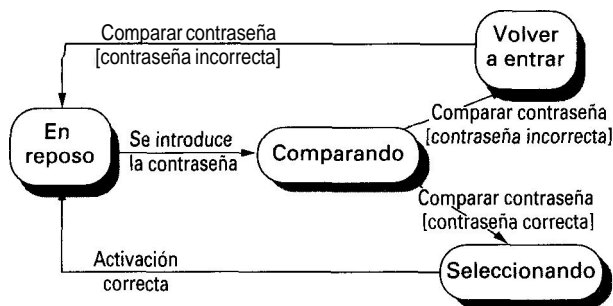 Comparar contraseña
[contraseña incorrecta]
Volver
a entrar
En
reposo
Se introduce
la contraseña
Comparando
Comparar contraseña
[contraseña incorrecta]
Comparar contraseña
[contraseña correcta]
Activación
correcta
Seleccionando